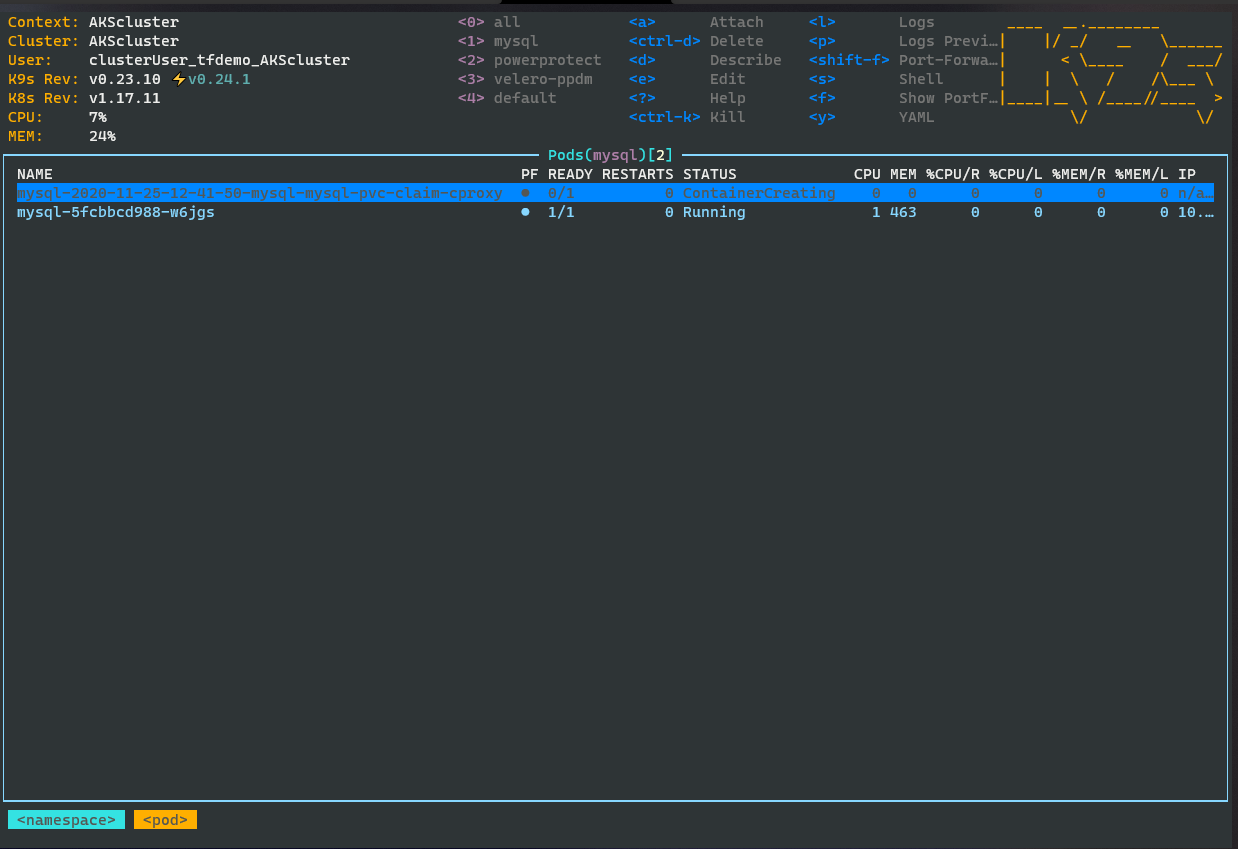 Context: AKScluster <0> all <a> Attach <l> Logs
Cluster: AKScluster <1> mysql <ctrl-d> Delete <p> Logs Previ…
User: clusterUser_tfdemo_AKScluster <2> powerprotect <d> Describe <shift-f> Port-Forwa…
K9s Rev: v0.23.10 ⚡v0.24.1 <3> velero-ppdm <e> Edit <s> Shell
K8s Rev: v1.17.11 <4> default <?> Help <f> Show PortF…
CPU: 7% <ctrl-k> Kill <y> YAML
MEM: 24%
Pods(mysql)[2]
NAME PF READY RESTARTS STATUS CPU MEM %CPU/R %CPU/L %MEM/R %MEM/L IP
mysql-2020-11-25-12-41-50-mysql-mysql-pvc-claim-cproxy ● 0/1 0 ContainerCreating 0 0 0 0 0 0 n/a…
mysql-5fcbbcd988-w6jgs ● 1/1 0 Running 1 463 0 0 0 0 10.…
<namespace> <pod>